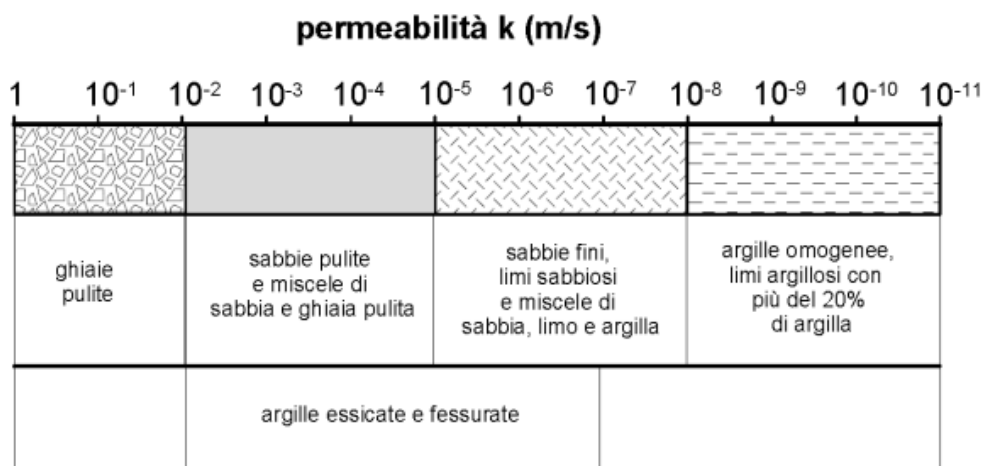 permeabilità k (m/s)
1 10-1 10-2 10-3 10-4 10-5 10-6 10-7 10-8 10-9 10-10 10-11
ghiaie
pulite
sabbie pulite
e miscele di
sabbia e ghiaia pulita
sabbie fini,
limi sabbiosi
e miscele di
sabbia, limo e argilla
argille omogenee,
limi argillosi con
più del 20%
di argilla
argille essicate e fessurate